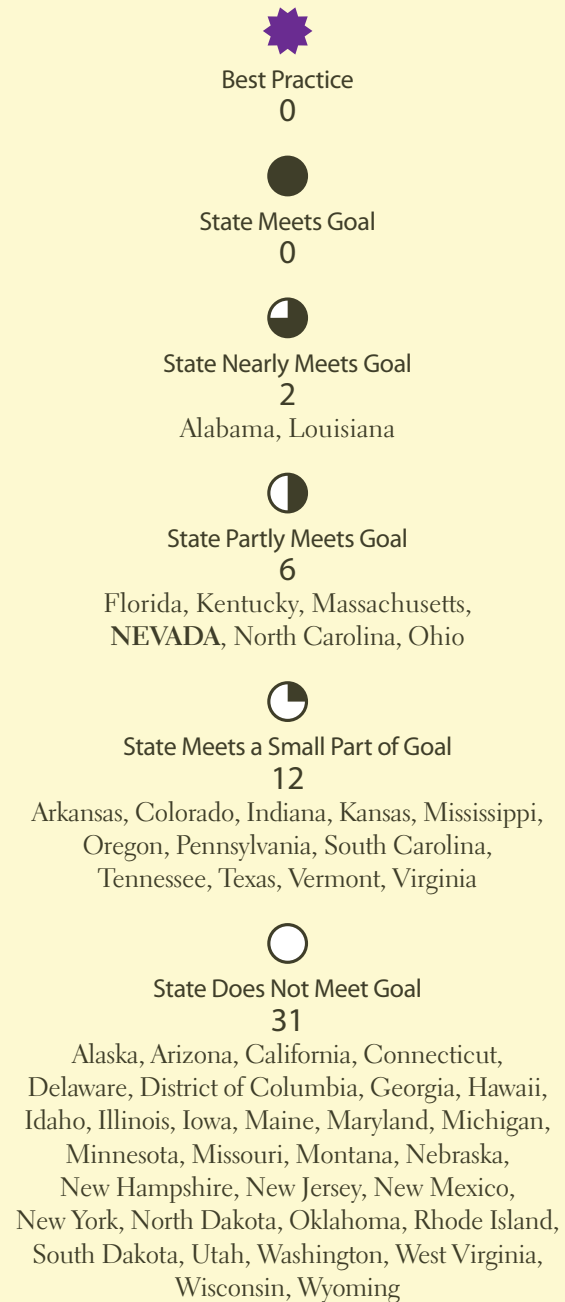 Best Practice
0
State Meets Goal
0
State Nearly Meets Goal
2
Alabama, Louisiana
State Partly Meets Goal
6
Florida, Kentucky, Massachusetts,
NEVADA, North Carolina, Ohio
State Meets a Small Part of Goal
12
Arkansas, Colorado, Indiana, Kansas, Mississippi,
Oregon, Pennsylvania, South Carolina,
Tennessee, Texas, Vermont, Virginia
State Does Not Meet Goal
31
Alaska, Arizona, California, Connecticut,
Delaware, District of Columbia, Georgia, Hawaii,
Idaho, Illinois, Iowa, Maine, Maryland, Michigan,
Minnesota, Missouri, Montana, Nebraska,
New Hampshire, New Jersey, New Mexico,
New York, North Dakota, Oklahoma, Rhode Island,
South Dakota, Utah, Washington, West Virginia,
Wisconsin, Wyoming